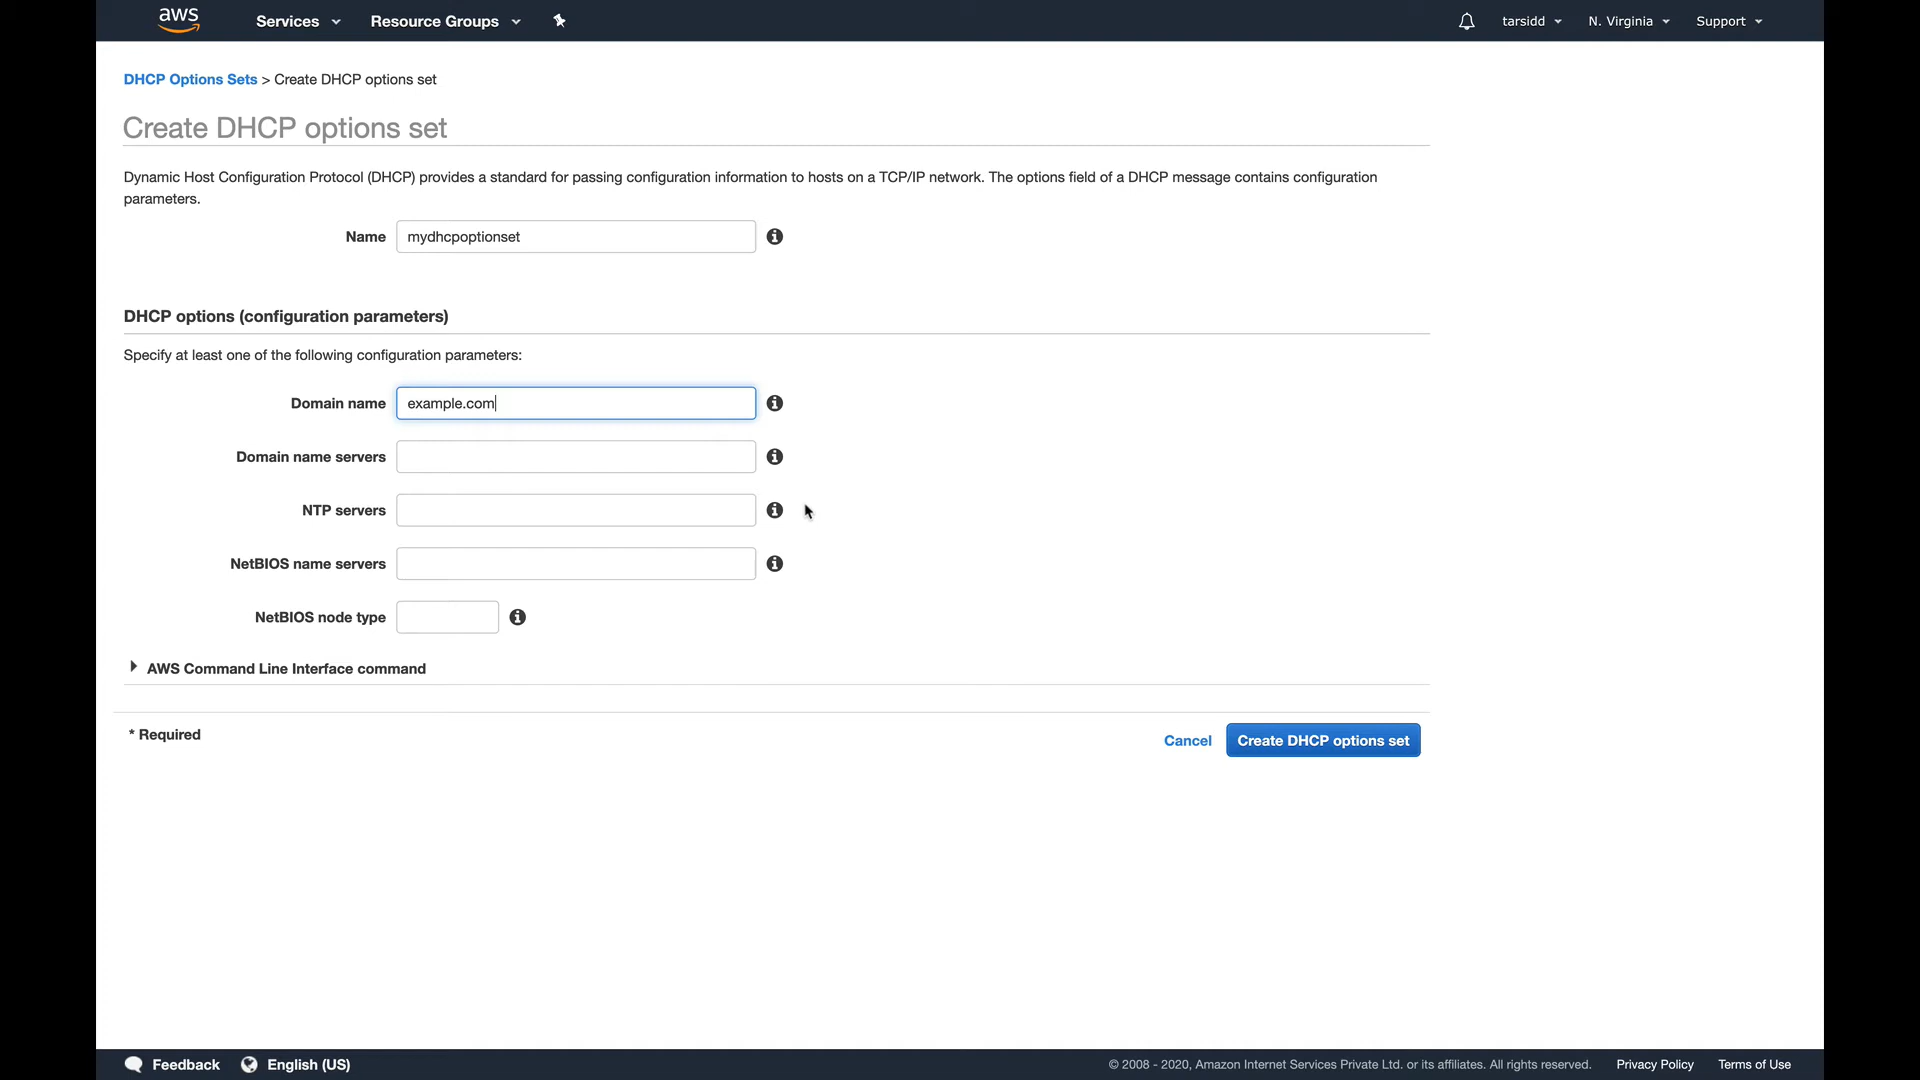 aws Services Resource Groups tarsidd N. Virginia Support
DHCP Options Sets > Create DHCP options set
Create DHCP options set
Dynamic Host Configuration Protocol (DHCP) provides a standard for passing configuration information to hosts on a TCP/IP network. The options field of a DHCP message contains configuration
parameters.
Name mydhcpoptionset
DHCP options (configuration parameters)
Specify at least one of the following configuration parameters:
Domain name example.com
Domain name servers
NTP servers
NetBIOS name servers
NetBIOS node type
AWS Command Line Interface command
* Required Cancel Create DHCP options set
Feedback English (US) © 2008 - 2020, Amazon Internet Services Private Ltd. or its affiliates. All rights reserved. Privacy Policy Terms of Use